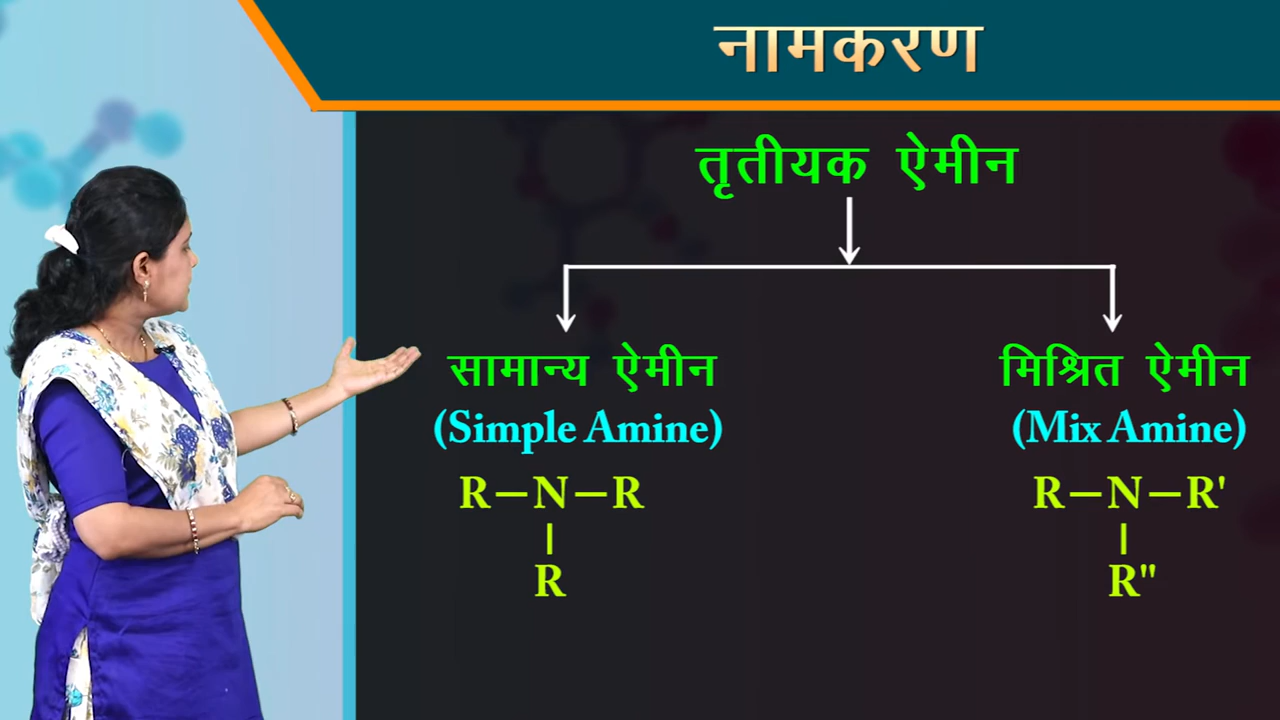 नामकरण
तृतीयक ऐमीन
सामान्य ऐमीन
(Simple Amine)
R—N—R
|
R
मिश्रित ऐमीन
(Mix Amine)
R—N—R'
|
R"